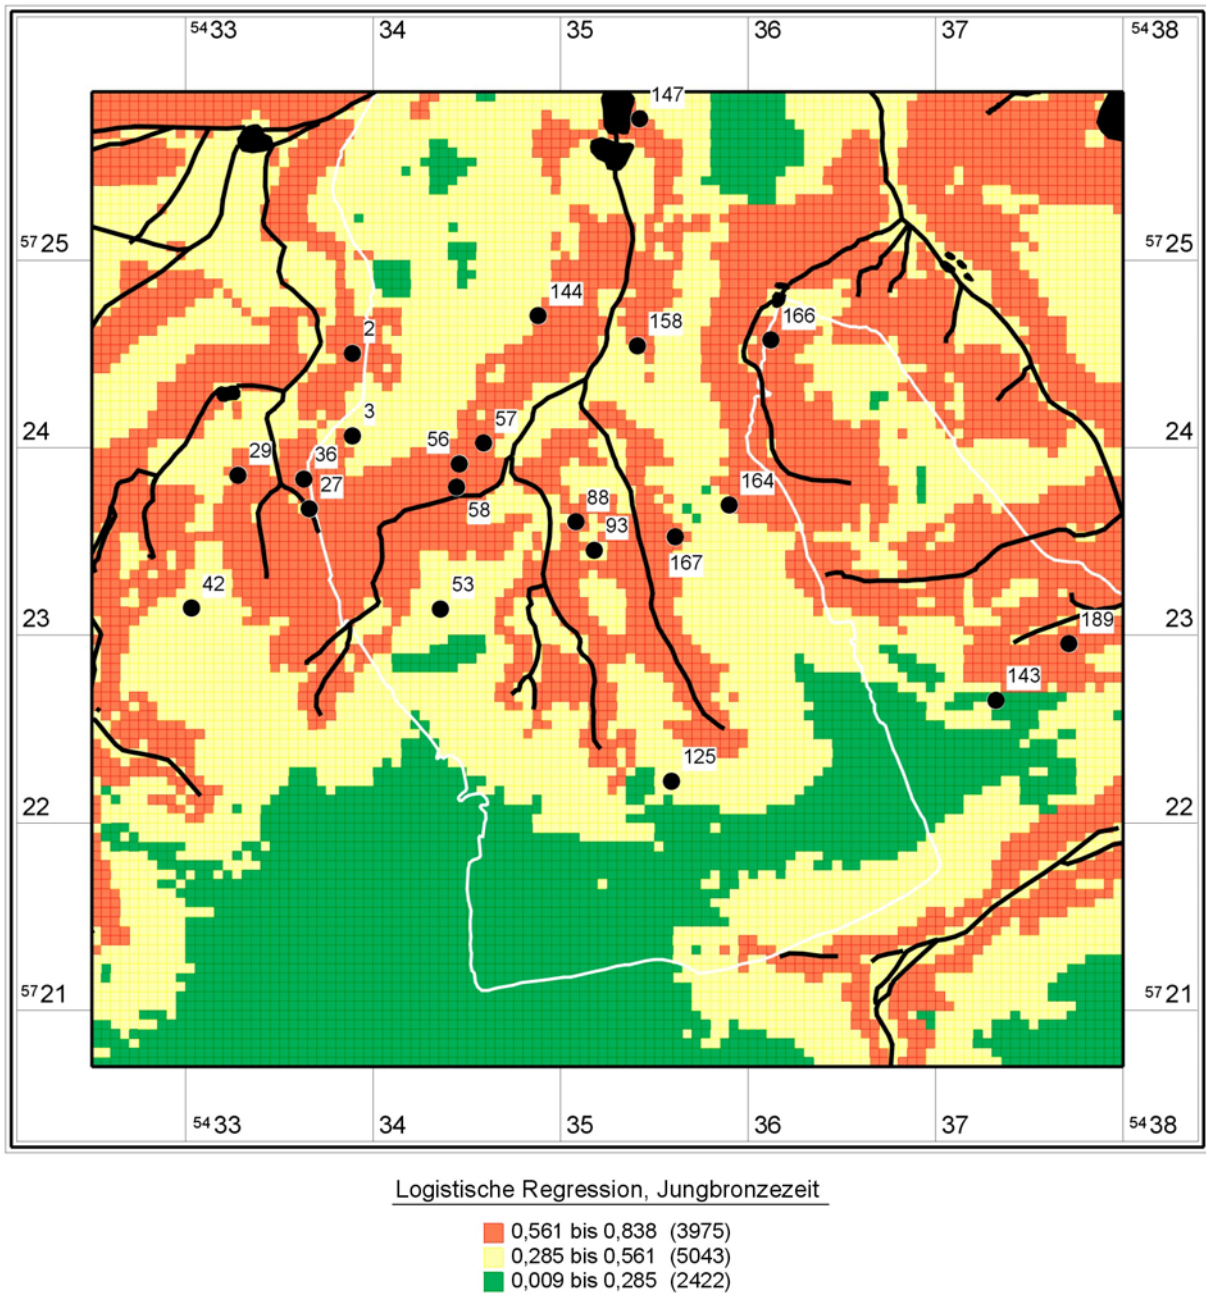 5433 34 35 36 37 5438
147
5725 5725
144
2 158 166
3 57
24 56 24
29 36
27 58 88 164
93
167
42 53
23 189 23
143
125
22 22
5721 5721
5433 34 35 36 37 5438
Logistische Regression, Jungbronzezeit
0,561 bis 0,838 (3975)
0,285 bis 0,561 (5043)
0,009 bis 0,285 (2422)